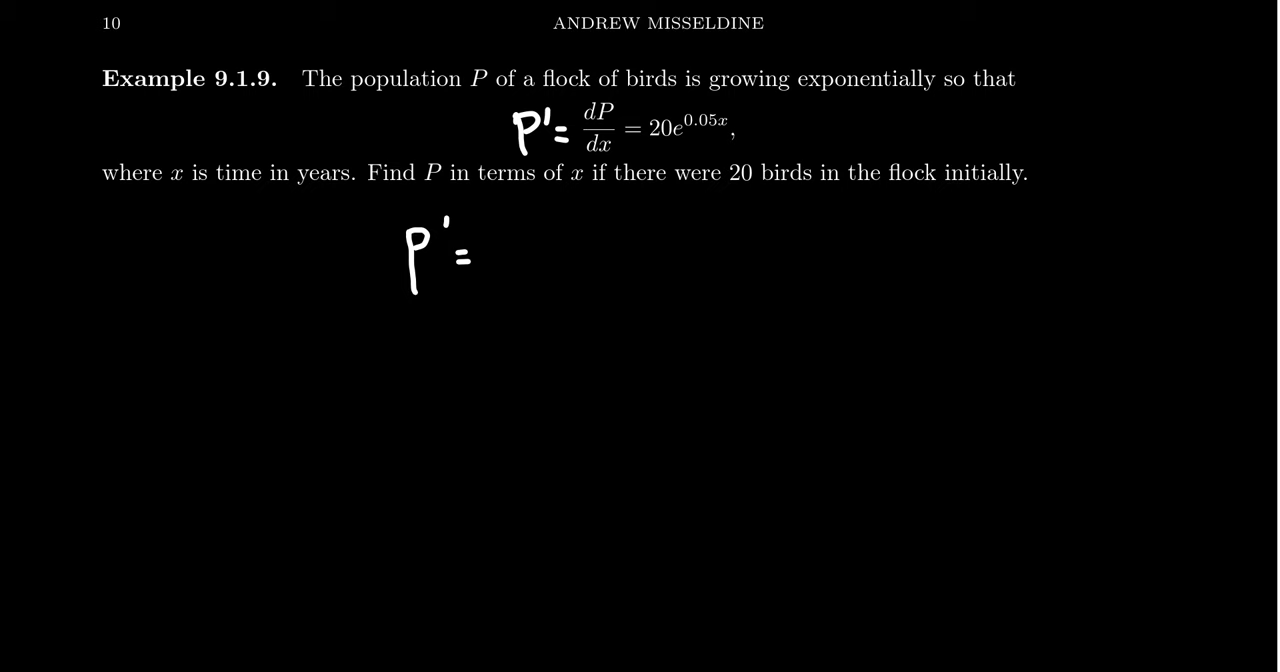 10 ANDREW MISSELDINE
Example 9.1.9. The population P of a flock of birds is growing exponentially so that
P' = dP/dx = 20e^{0.05x},
where x is time in years. Find P in terms of x if there were 20 birds in the flock initially.
P' =